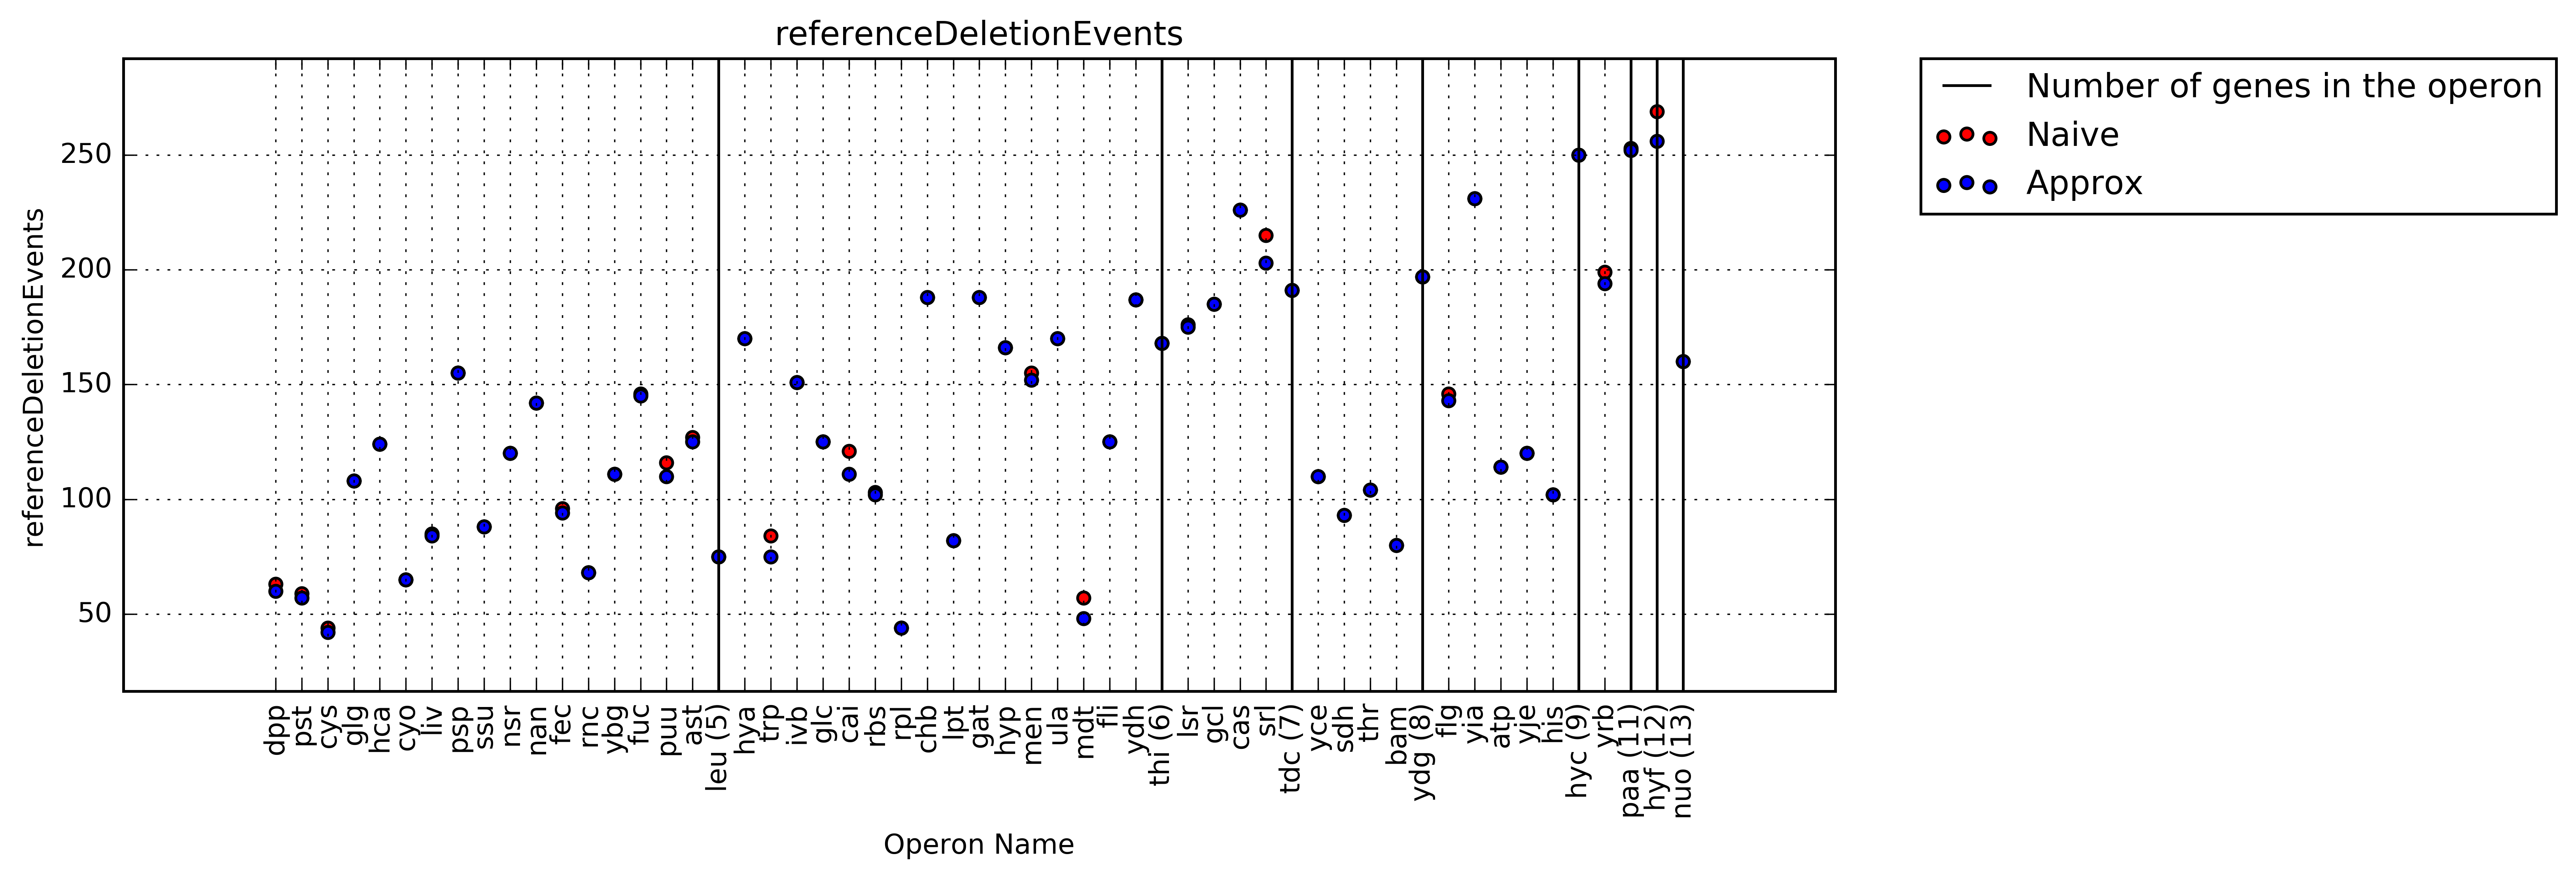 referenceDeletionEvents
referenceDeletionEvents
250
200
150
100
50
dpp
pst
cys
glg
hca
cyo
liv
psp
ssu
nsr
nan
fec
rnc
ybg
fuc
puu
ast
leu (5)
hya
trp
ivb
glc
cai
rbs
rpl
chb
lpt
gat
hyp
men
ula
mdt
fli
ydh
thi (6)
lsr
gcl
cas
srl
tdc (7)
yce
sdh
thr
bam
ydg (8)
flg
yia
atp
yje
his
hyc (9)
yrb
paa (11)
hyf (12)
nuo (13)
Operon Name
Number of genes in the operon
Naive
Approx